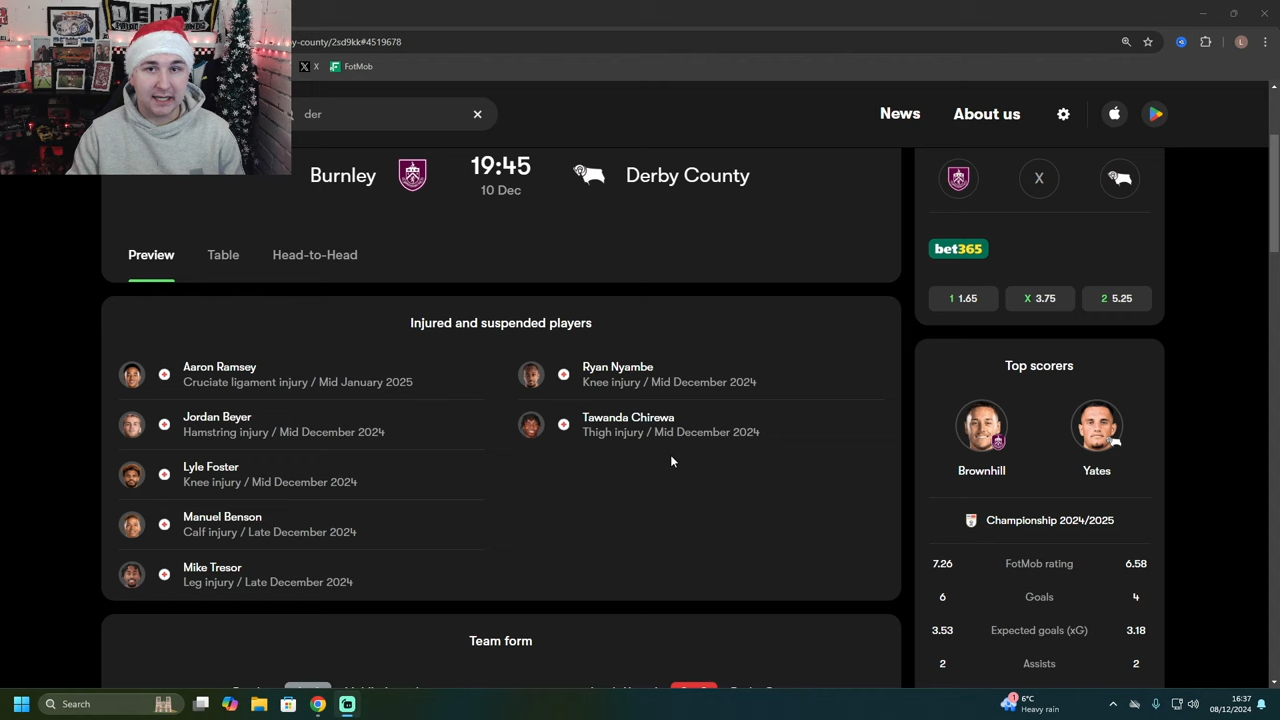 DERBY
y-county/2sd9kk#4519678
X
FotMob
der
News
About us
Burnley
19:45
10 Dec
Derby County
X
Preview
Table
Head-to-Head
bet365
1 1.65
X 3.75
2 5.25
Injured and suspended players
Aaron Ramsey
Cruciate ligament injury / Mid January 2025
Jordan Beyer
Hamstring injury / Mid December 2024
Lyle Foster
Knee injury / Mid December 2024
Manuel Benson
Calf injury / Late December 2024
Mike Tresor
Leg injury / Late December 2024
Ryan Nyambe
Knee injury / Mid December 2024
Tawanda Chirewa
Thigh injury / Mid December 2024
Top scorers
Brownhill
Yates
Championship 2024/2025
7.26 FotMob rating 6.58
6 Goals 4
3.53 Expected goals (xG) 3.18
2 Assists 2
Team form
Search
1
6°C
Heavy rain
16:37
08/12/2024
L